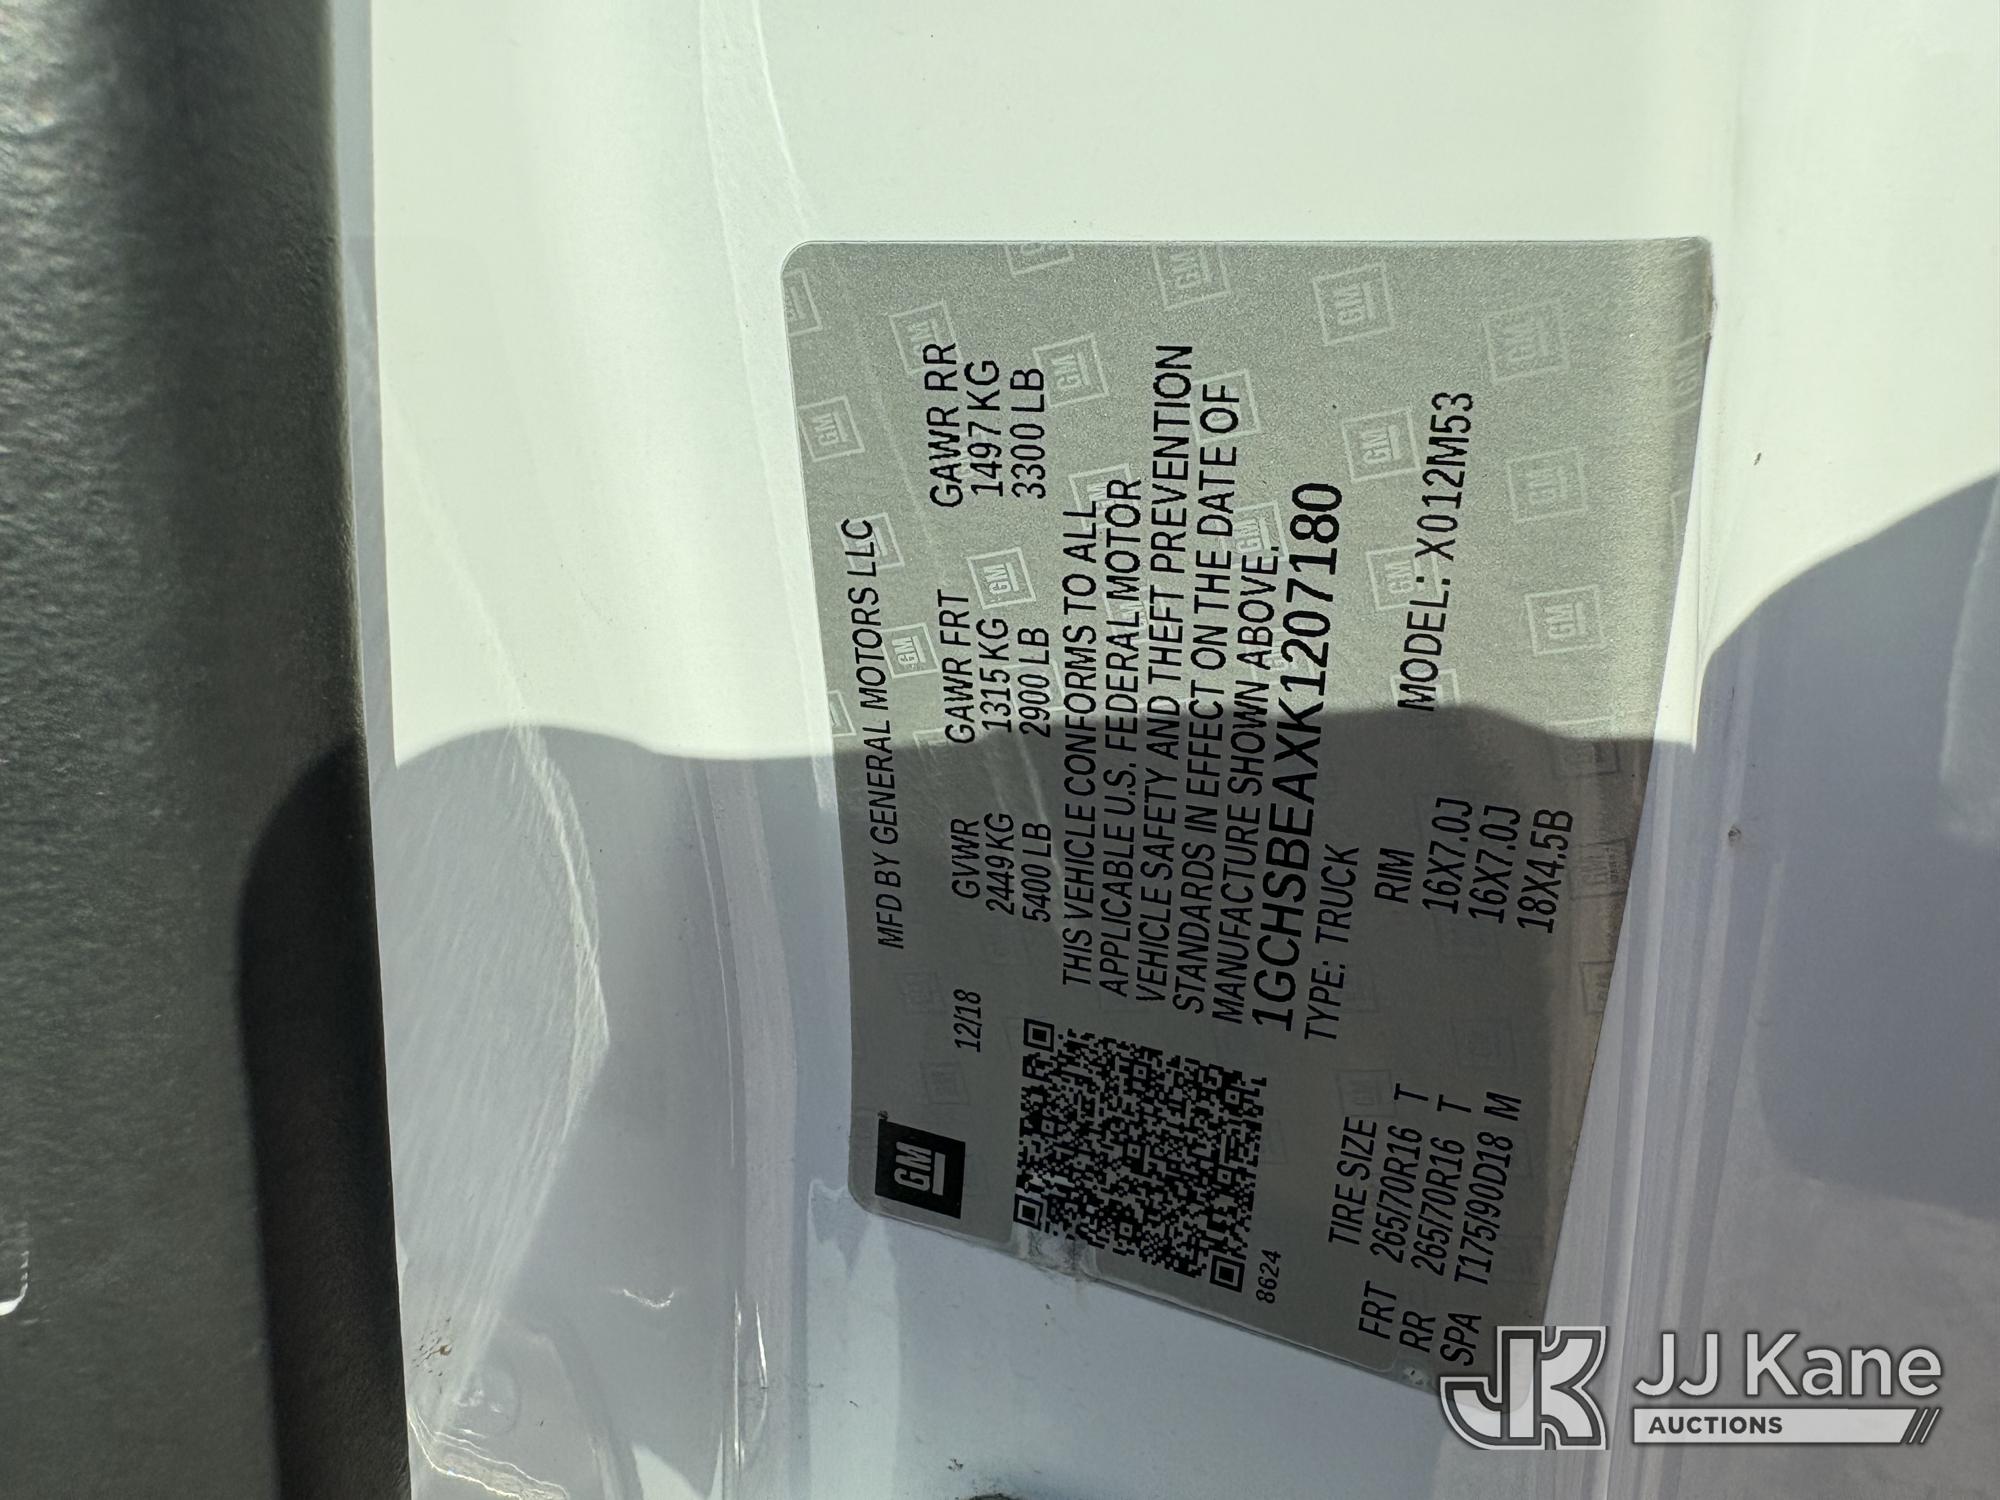 GM
MFD BY GENERAL MOTORS LLC
12/18
GVWR GAWR FRT GAWR RR
2449 KG 1315 KG 1497 KG
5400 LB 2900 LB 3300 LB
THIS VEHICLE CONFORMS TO ALL
APPLICABLE U.S. FEDERAL MOTOR
VEHICLE SAFETY AND THEFT PREVENTION
STANDARDS IN EFFECT ON THE DATE OF
MANUFACTURE SHOWN ABOVE.
1GCHSBEAXK1207180
8624 TYPE: TRUCK
TIRE SIZE RIM MODEL: X012M53
FRT 265/70R16 T 16X7.0J
RR 265/70R16 T 16X7.0J
SPA T175/90D18 M 18X4.5B
JK JJ Kane
AUCTIONS